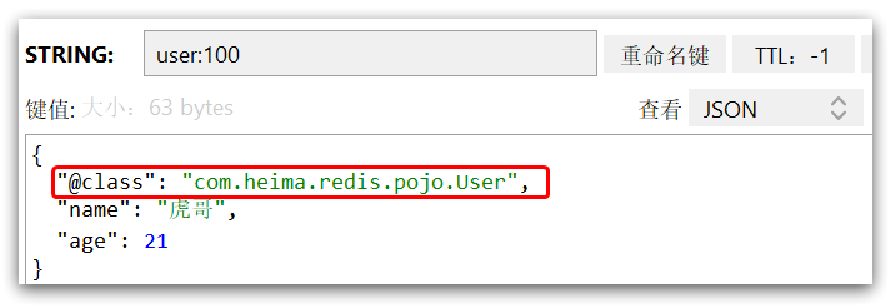 STRING: user:100 重命名键 TTL：-1
键值: 大小：63 bytes 查看 JSON
{
"@class": "com.heima.redis.pojo.User",
"name": "虎哥",
"age": 21
}